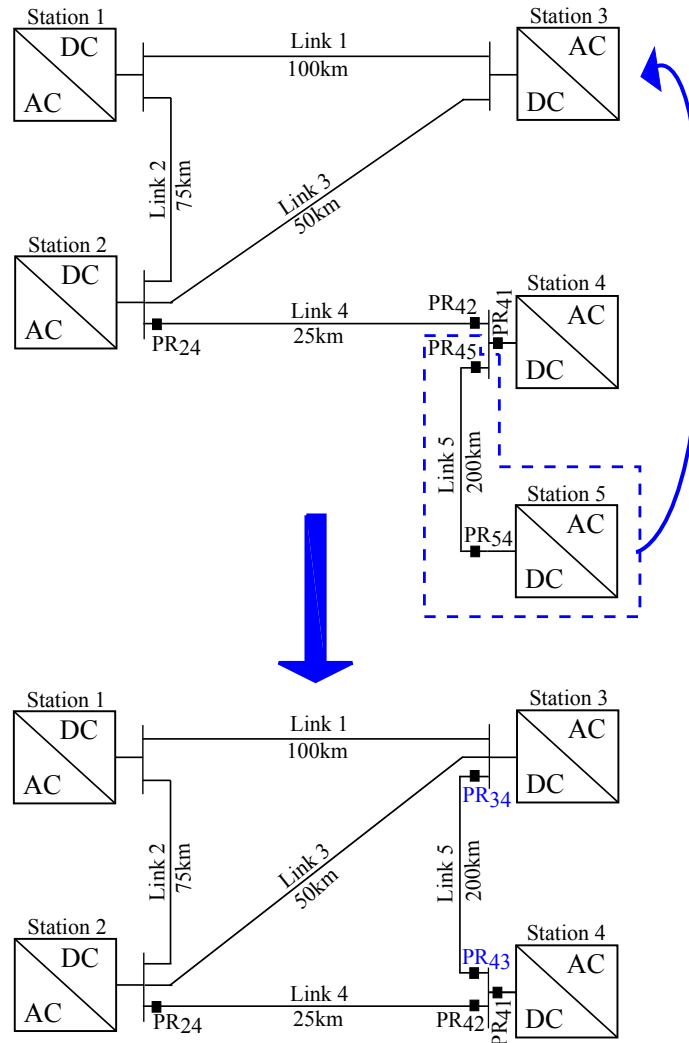 Station 1
DC
AC
Link 1
100km
Station 3
AC
DC
Link 2
75km
Link 3
50km
Station 2
DC
AC
PR24
Link 4
25km
PR42
PR41
PR45
Station 4
AC
DC
Link 5
200km
PR54
Station 5
AC
DC
Station 1
DC
AC
Link 1
100km
Station 3
AC
DC
PR34
Link 2
75km
Link 3
50km
Link 5
200km
Station 2
DC
AC
PR24
Link 4
25km
PR43
PR42
PR41
Station 4
AC
DC